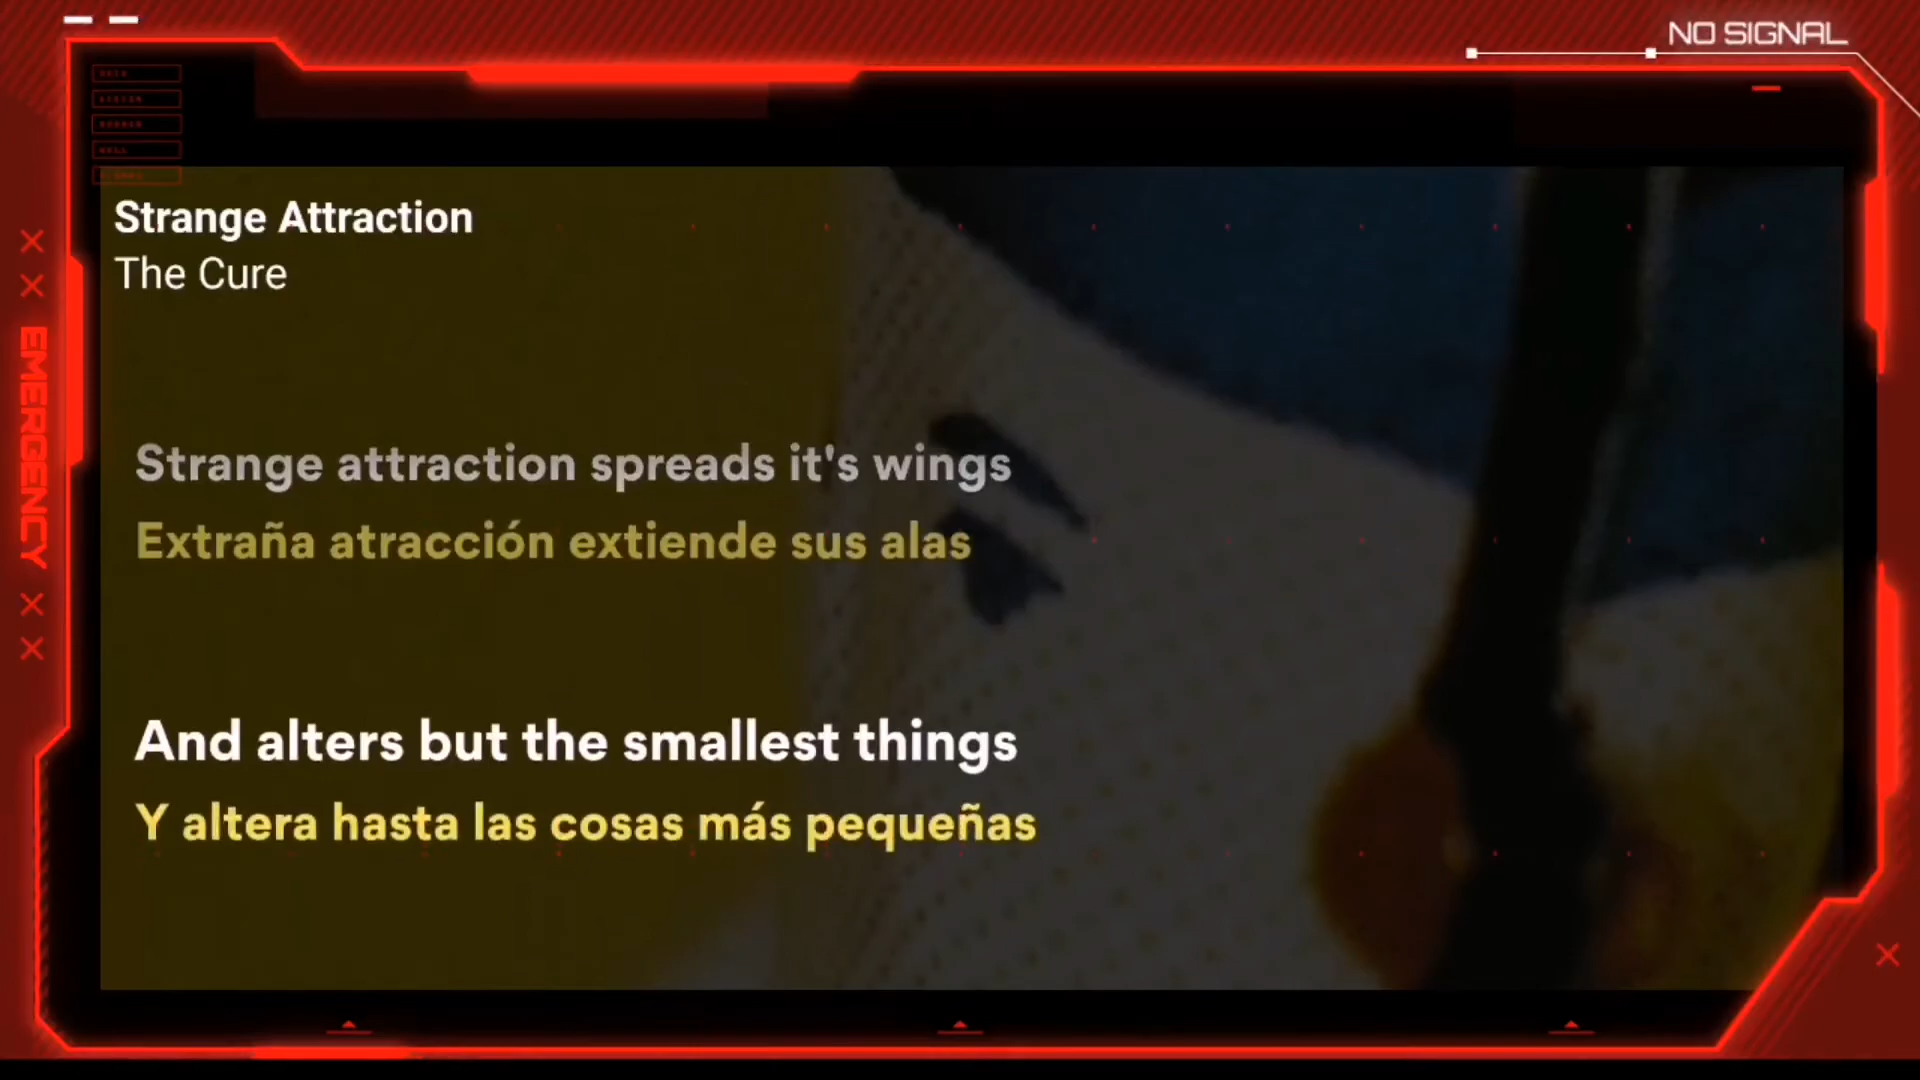 NO SIGNAL
Strange Attraction
The Cure
EMERGENCY
Strange attraction spreads it's wings
Extraña atracción extiende sus alas
And alters but the smallest things
Y altera hasta las cosas más pequeñas